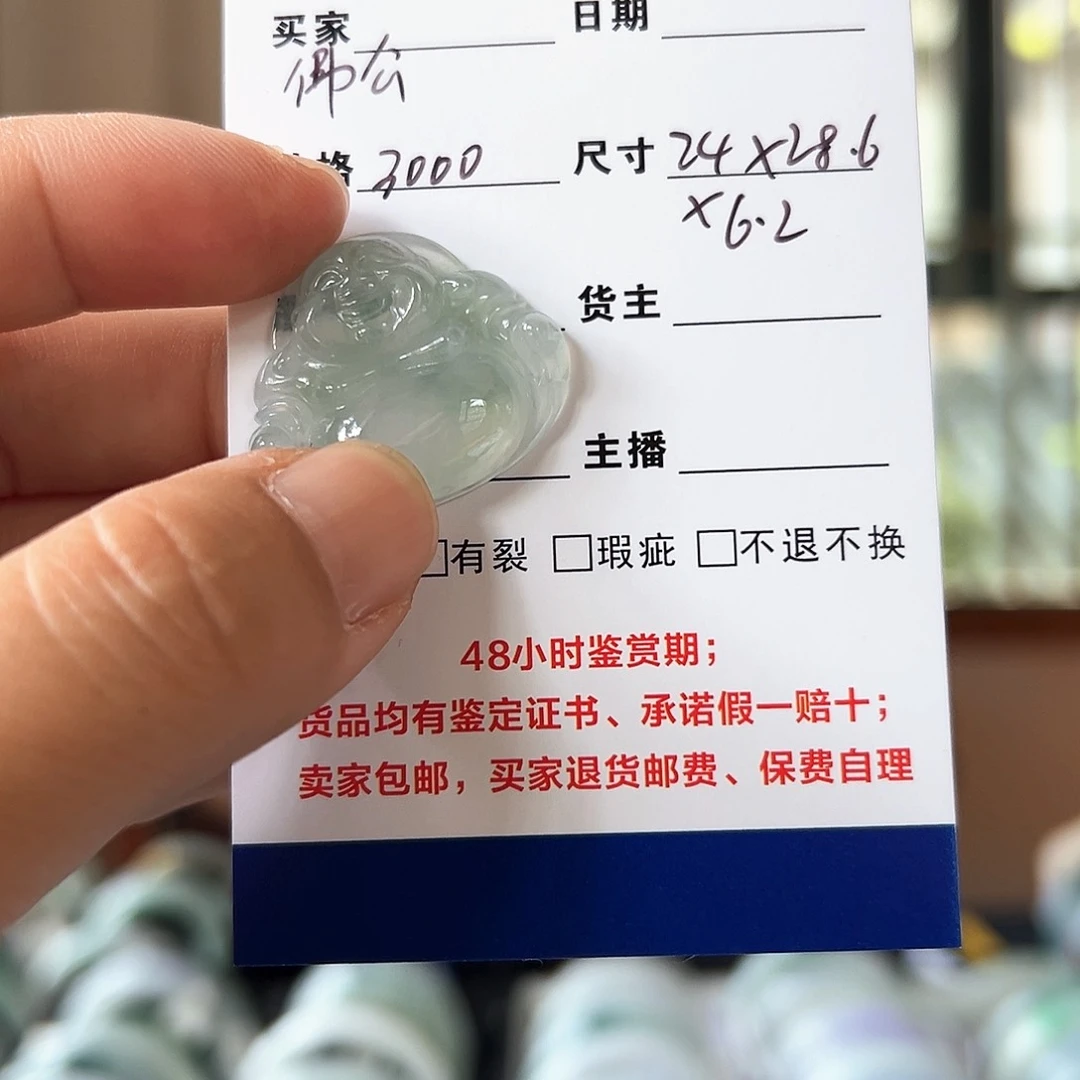 买家 日期
佛公
格 3000 尺寸 24×28.6
×6.2
货主
主播
有裂 瑕疵 不退不换
48小时鉴赏期；
货品均有鉴定证书、承诺假一赔十；
卖家包邮，买家退货邮费、保费自理